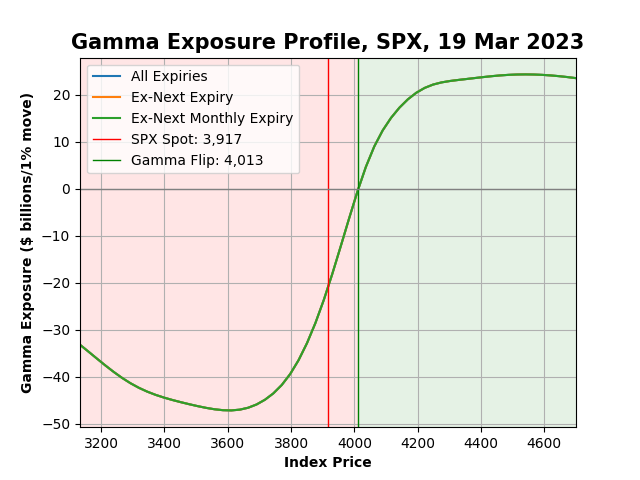 Gamma Exposure Profile, SPX, 19 Mar 2023
All Expiries
Ex-Next Expiry
Ex-Next Monthly Expiry
SPX Spot: 3,917
Gamma Flip: 4,013
Gamma Exposure ($ billions/1% move)
20
10
0
−10
−20
−30
−40
−50
3200 3400 3600 3800 4000 4200 4400 4600
Index Price